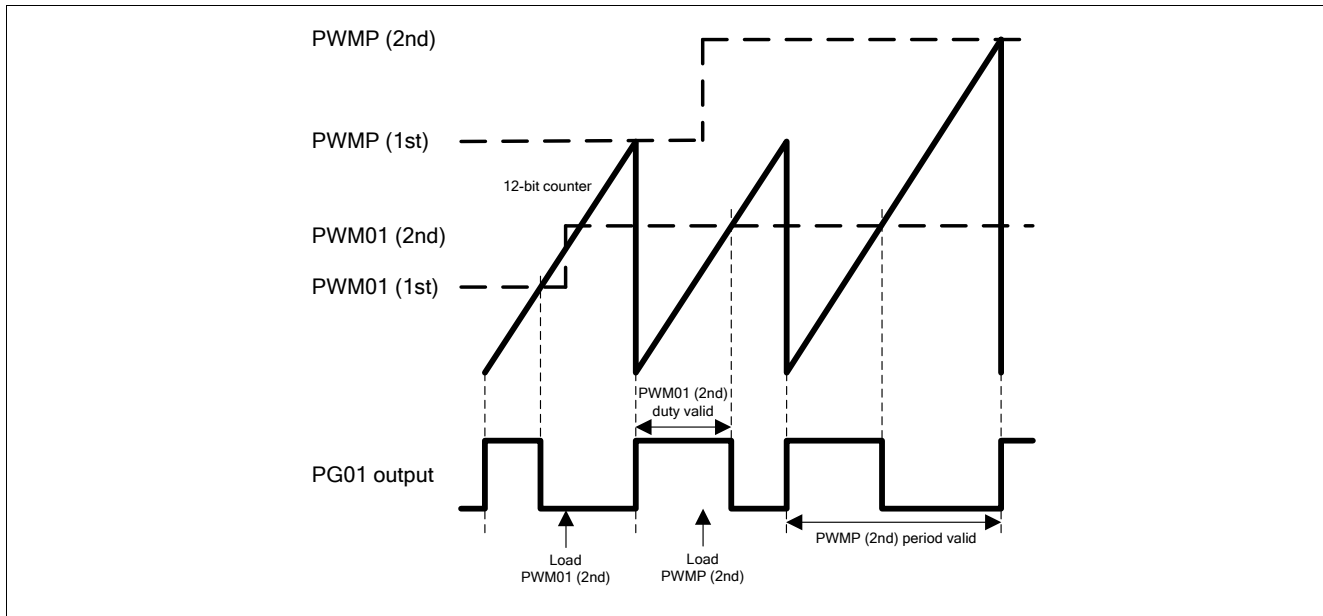 PWMP (2nd)
PWMP (1st)
12-bit counter
PWM01 (2nd)
PWM01 (1st)
PWM01 (2nd)
duty valid
PG01 output
PWMP (2nd) period valid
Load
PWM01 (2nd)
Load
PWMP (2nd)